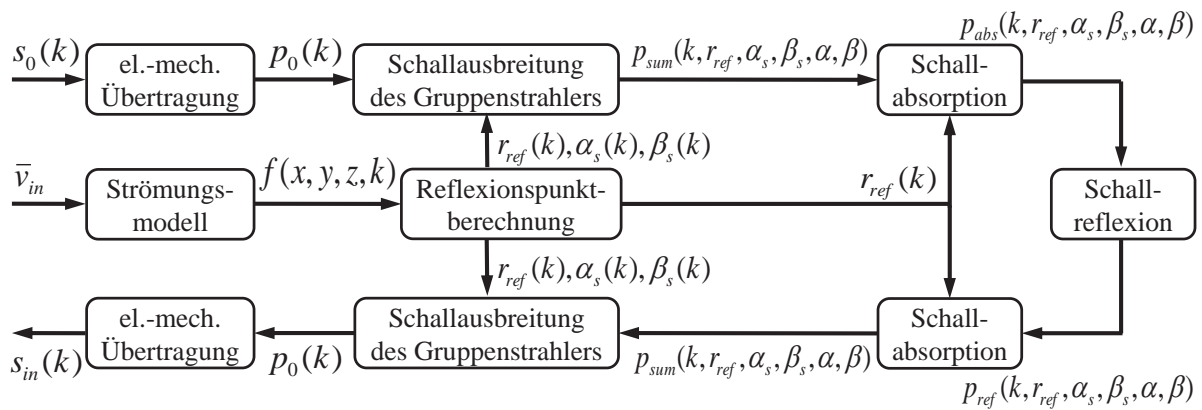 s_0(k)
el.-mech.
Übertragung
p_0(k)
Schallausbreitung
des Gruppenstrahlers
p_sum(k, r_ref, α_s, β_s, α, β)
Schall-
absorption
p_abs(k, r_ref, α_s, β_s, α, β)
r_ref(k), α_s(k), β_s(k)
v̅_in
Strömungs-
modell
f(x, y, z, k)
Reflexionspunkt-
berechnung
r_ref(k)
Schall-
reflexion
r_ref(k), α_s(k), β_s(k)
s_in(k)
el.-mech.
Übertragung
p_0(k)
Schallausbreitung
des Gruppenstrahlers
p_sum(k, r_ref, α_s, β_s, α, β)
Schall-
absorption
p_ref(k, r_ref, α_s, β_s, α, β)